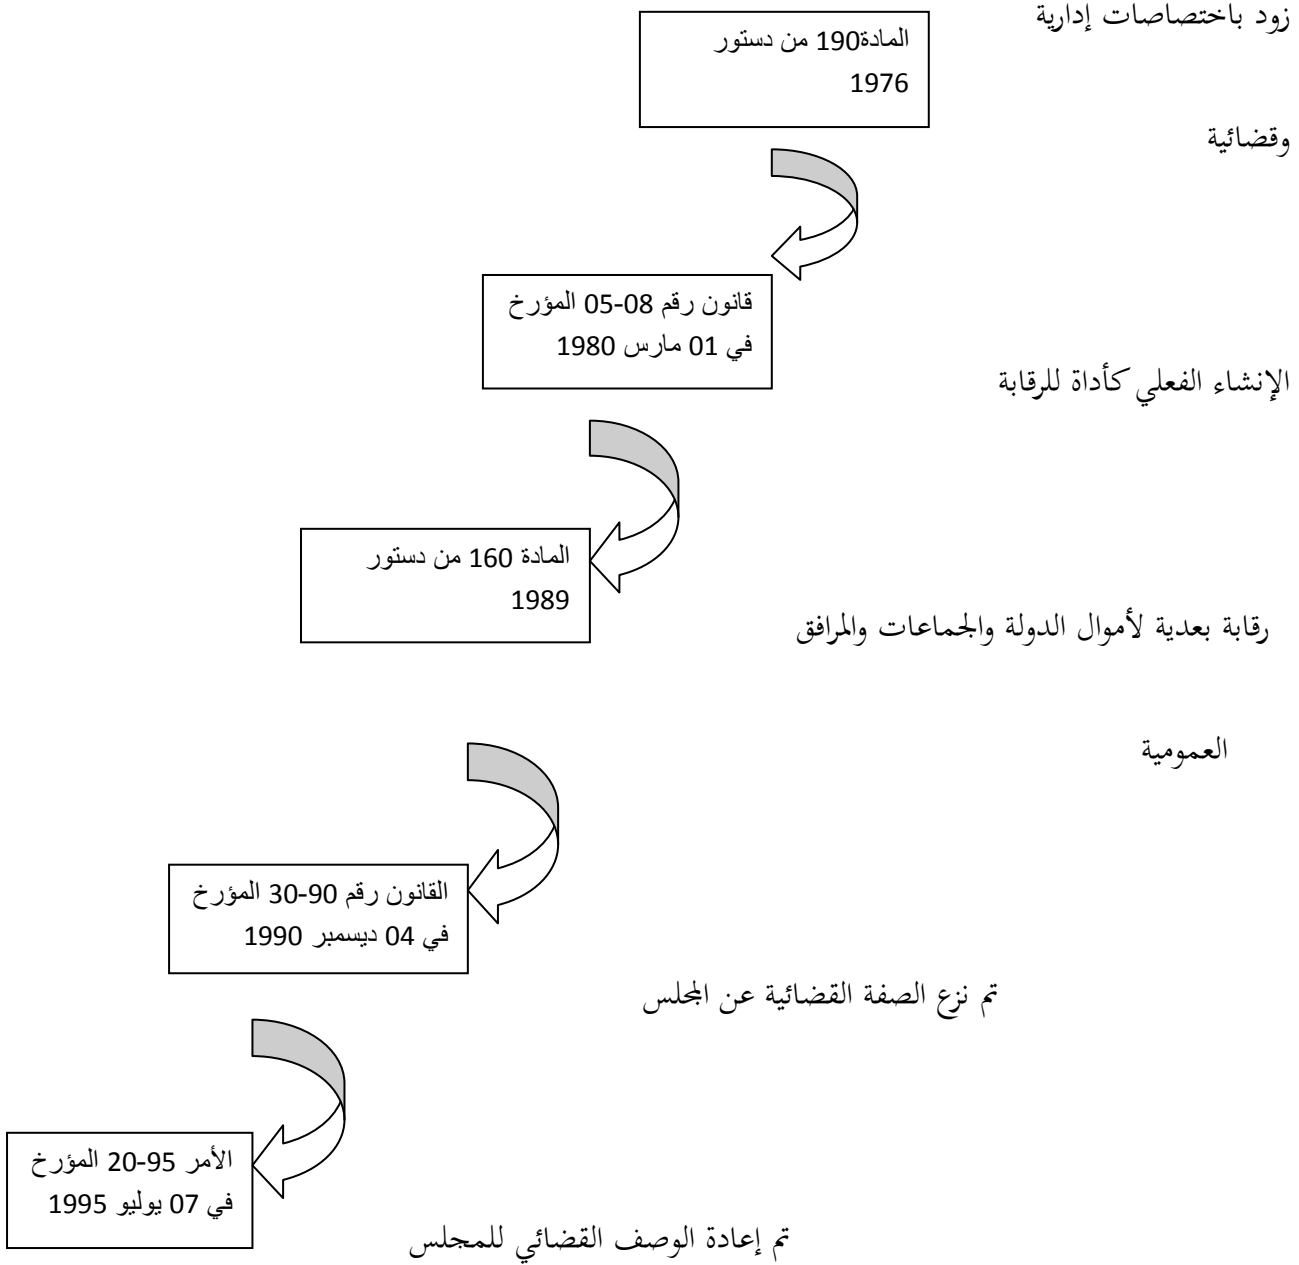 زود باختصاصات إدارية
المادة190 من دستور
1976
وقضائية
قانون رقم 08-05 المؤرخ
في 01 مارس 1980
الإنشاء الفعلي كأداة للرقابة
المادة 160 من دستور
1989
رقابة بعدية لأموال الدولة والجماعات والمرافق
العمومية
القانون رقم 90-30 المؤرخ
في 04 ديسمبر 1990
تم نزع الصفة القضائية عن المجلس
الأمر 95-20 المؤرخ
في 07 يوليو 1995
تم إعادة الوصف القضائي للمجلس